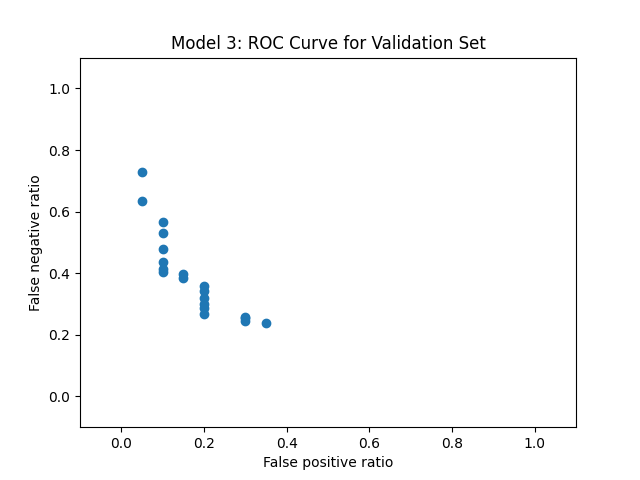 Model 3: ROC Curve for Validation Set
1.0
0.8
0.6
0.4
0.2
0.0
False negative ratio
0.0 0.2 0.4 0.6 0.8 1.0
False positive ratio